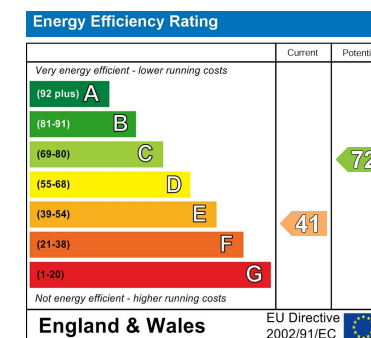 Energy Efficiency Rating
Current Potenti
Very energy efficient - lower running costs
(92 plus) A
(81-91) B
(69-80) C
72
(55-68) D
(39-54) E
41
(21-38) F
(1-20) G
Not energy efficient - higher running costs
England & Wales
EU Directive
2002/91/EC